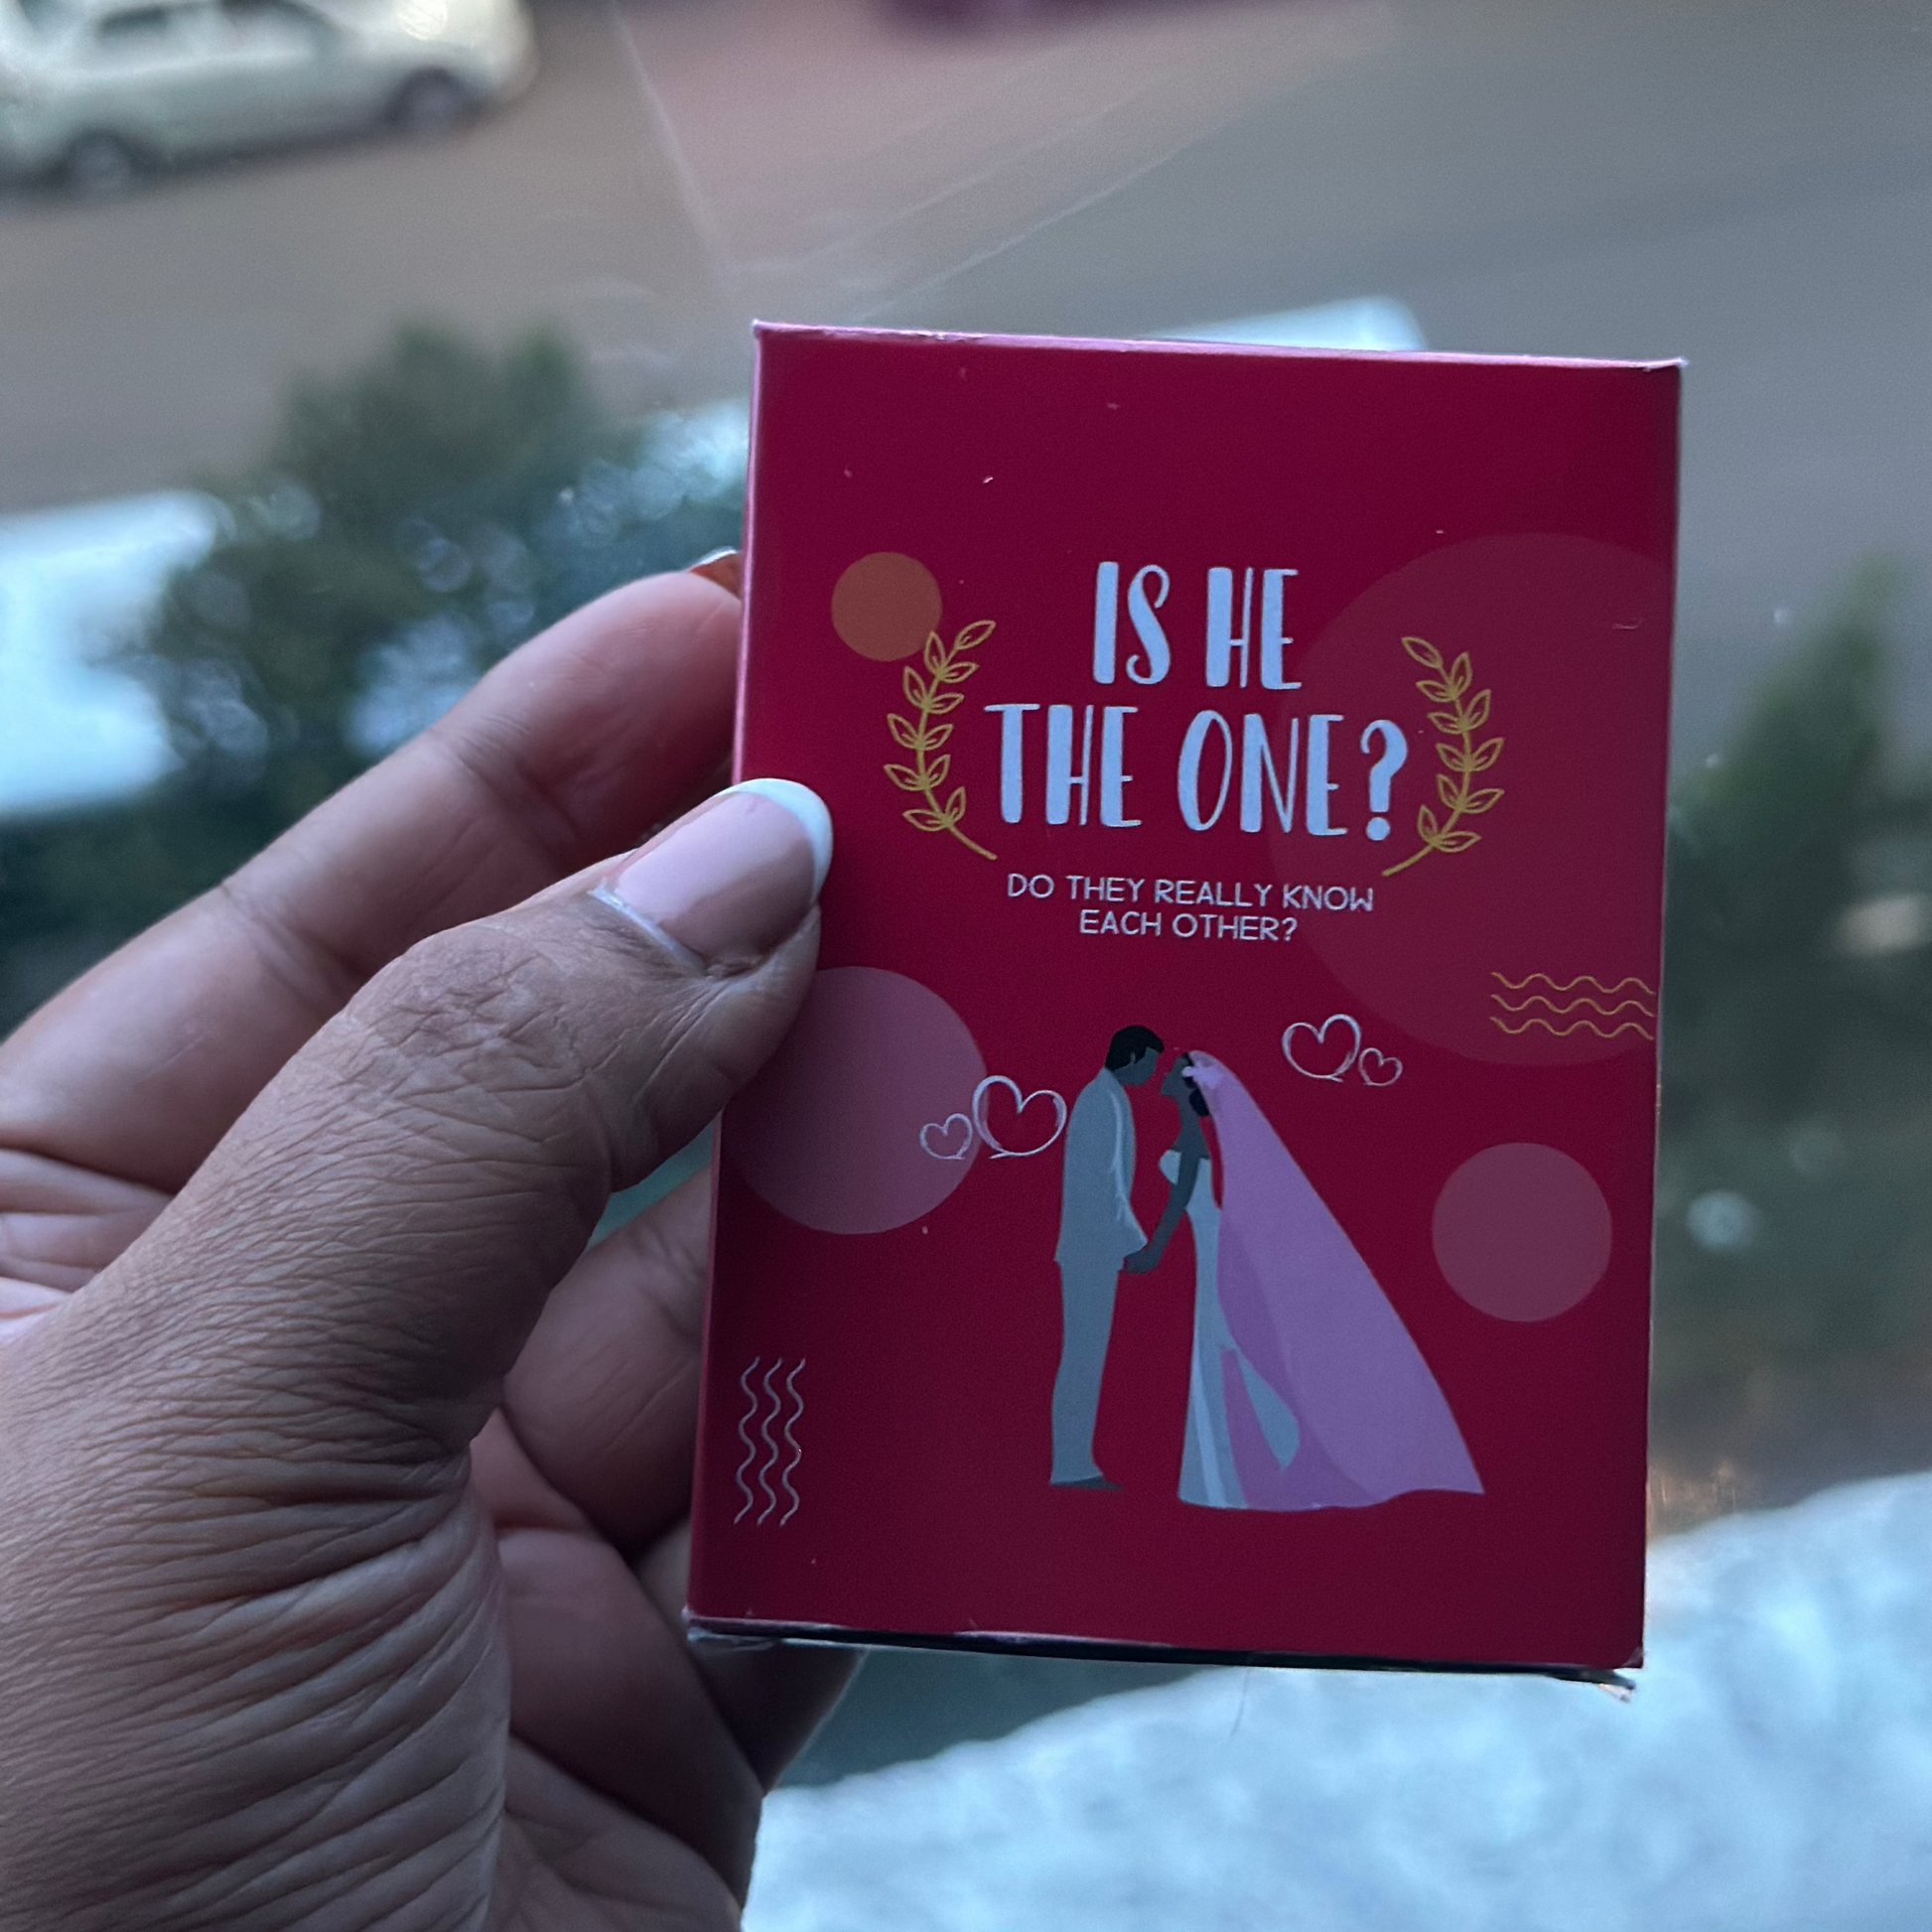 IS HE
THE ONE?
DO THEY REALLY KNOW
EACH OTHER?